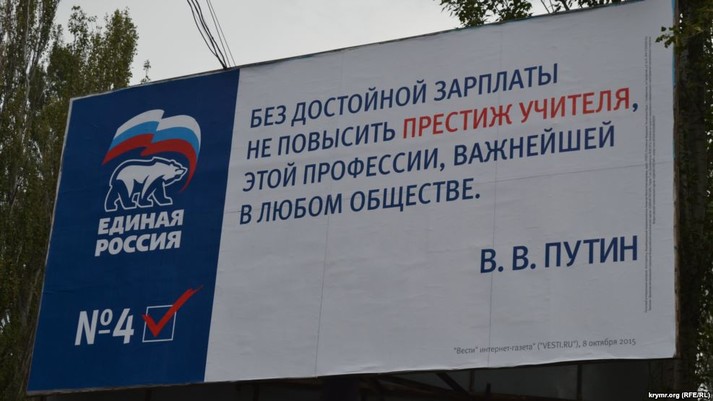 ЕДИНАЯ
РОССИЯ
№4
БЕЗ ДОСТОЙНОЙ ЗАРПЛАТЫ
НЕ ПОВЫСИТЬ ПРЕСТИЖ УЧИТЕЛЯ,
ЭТОЙ ПРОФЕССИИ, ВАЖНЕЙШЕЙ
В ЛЮБОМ ОБЩЕСТВЕ.
В. В. ПУТИН
"Вести" интернет-газета" ("VESTI.RU"), 8 октября 2015
krymr.org (RFE/RL)